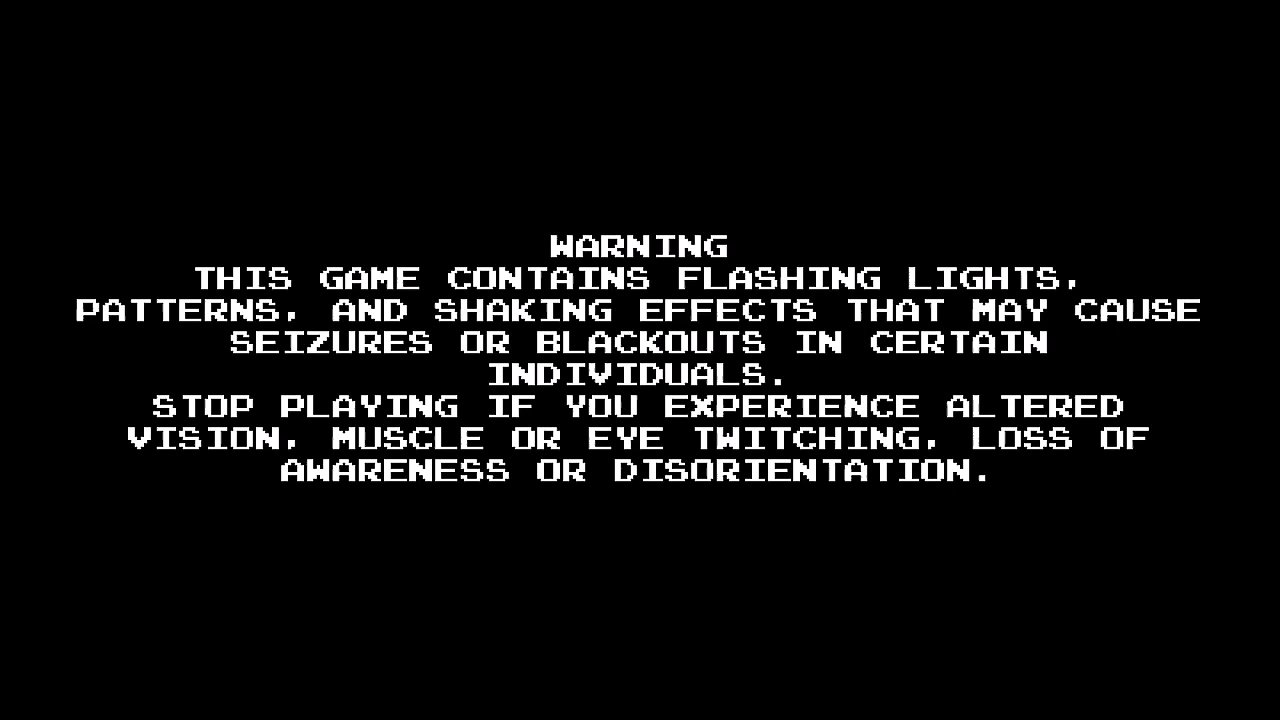 WARNING
THIS GAME CONTAINS FLASHING LIGHTS,
PATTERNS, AND SHAKING EFFECTS THAT MAY CAUSE
SEIZURES OR BLACKOUTS IN CERTAIN
INDIVIDUALS.
STOP PLAYING IF YOU EXPERIENCE ALTERED
VISION, MUSCLE OR EYE TWITCHING, LOSS OF
AWARENESS OR DISORIENTATION.